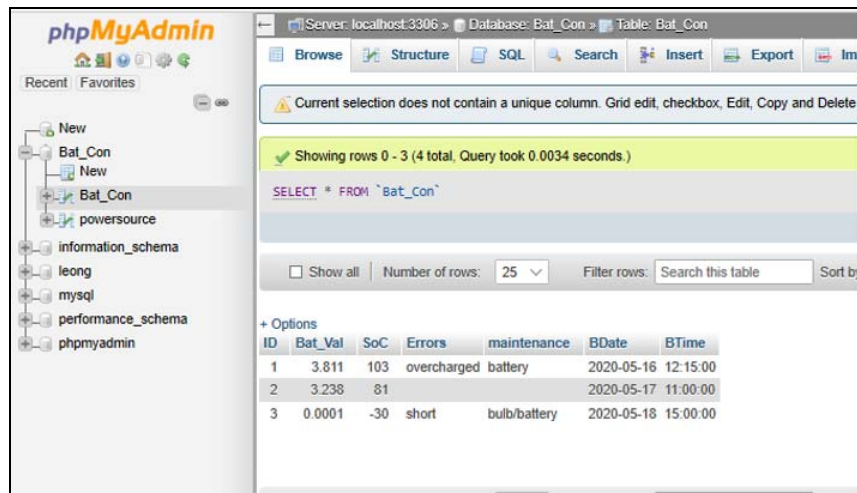 phpMyAdmin
Recent Favorites
New
Bat_Con
New
Bat_Con
powersource
information_schema
leong
mysql
performance_schema
phpmyadmin
Server: localhost:3306 » Database: Bat_Con » Table: Bat_Con
Browse Structure SQL Search Insert Export Im
Current selection does not contain a unique column. Grid edit, checkbox, Edit, Copy and Delete
Showing rows 0 - 3 (4 total, Query took 0.0034 seconds.)
SELECT * FROM `Bat_Con`
Show all Number of rows: 25 Filter rows: Search this table Sort by
+ Options
ID Bat_Val SoC Errors maintenance BDate BTime
1 3.811 103 overcharged battery 2020-05-16 12:15:00
2 3.238 81 2020-05-17 11:00:00
3 0.0001 -30 short bulb/battery 2020-05-18 15:00:00